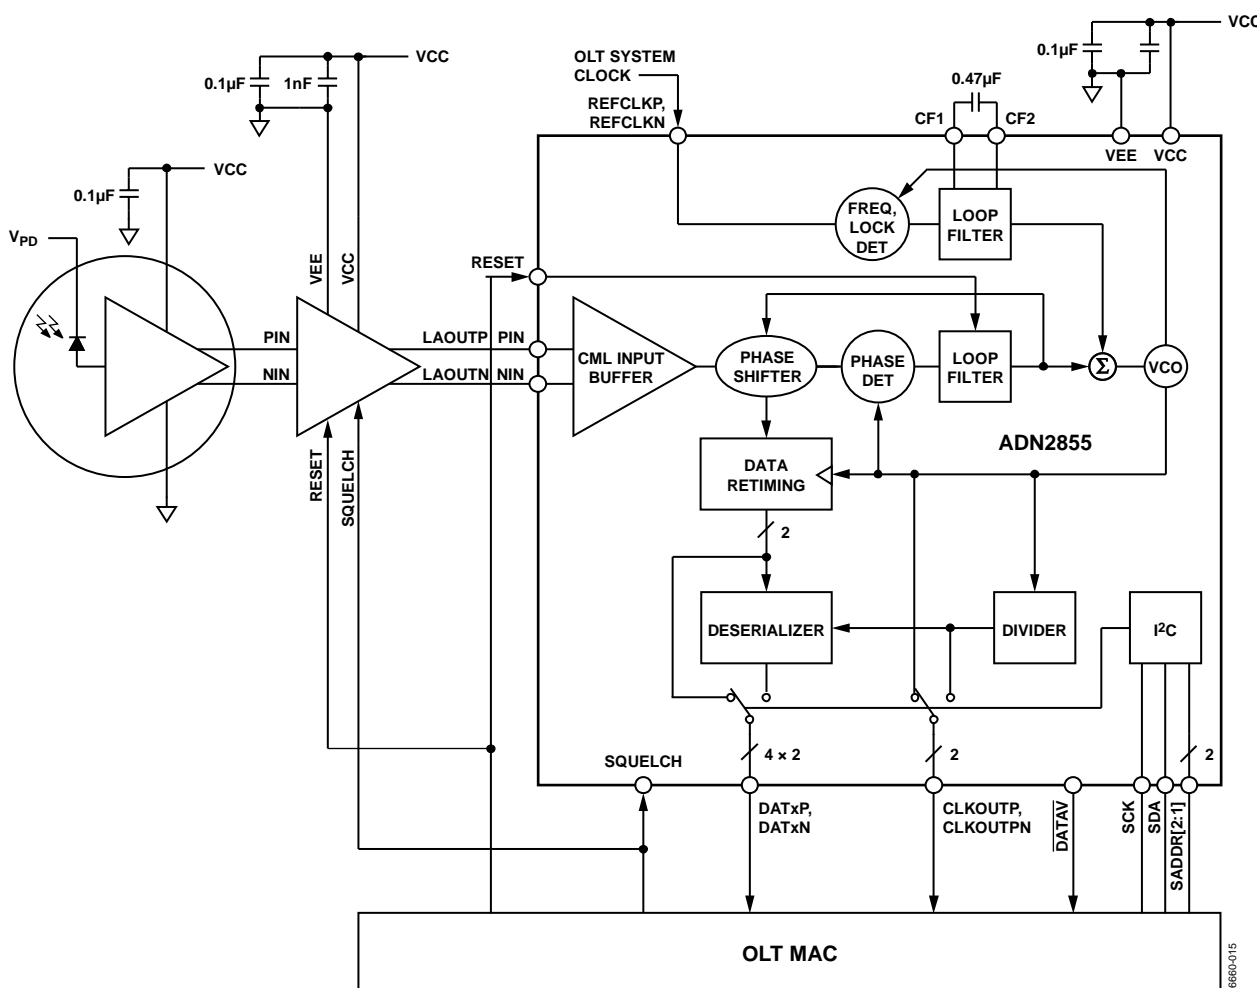 VCC
0.1µF
VCC
OLT SYSTEM
CLOCK
0.1µF 1nF
0.47µF
REFCLKP,
REFCLKN
CF1 CF2
VEE VCC
VCC
0.1µF
FREQ,
LOCK
DET
LOOP
FILTER
VPD
VEE
VCC
RESET
PIN
LAOUTP PIN
NIN
LAOUTN NIN
CML INPUT
BUFFER
PHASE
SHIFTER
PHASE
DET
LOOP
FILTER
Σ
VCO
ADN2855
RESET
SQUELCH
DATA
RETIMING
2
DESERIALIZER
DIVIDER
I2C
SQUELCH
4 × 2
2
2
DATxP,
DATxN
CLKOUTP,
CLKOUTPN
DATAV
SCK
SDA
SADDR[2:1]
OLT MAC
6660-015